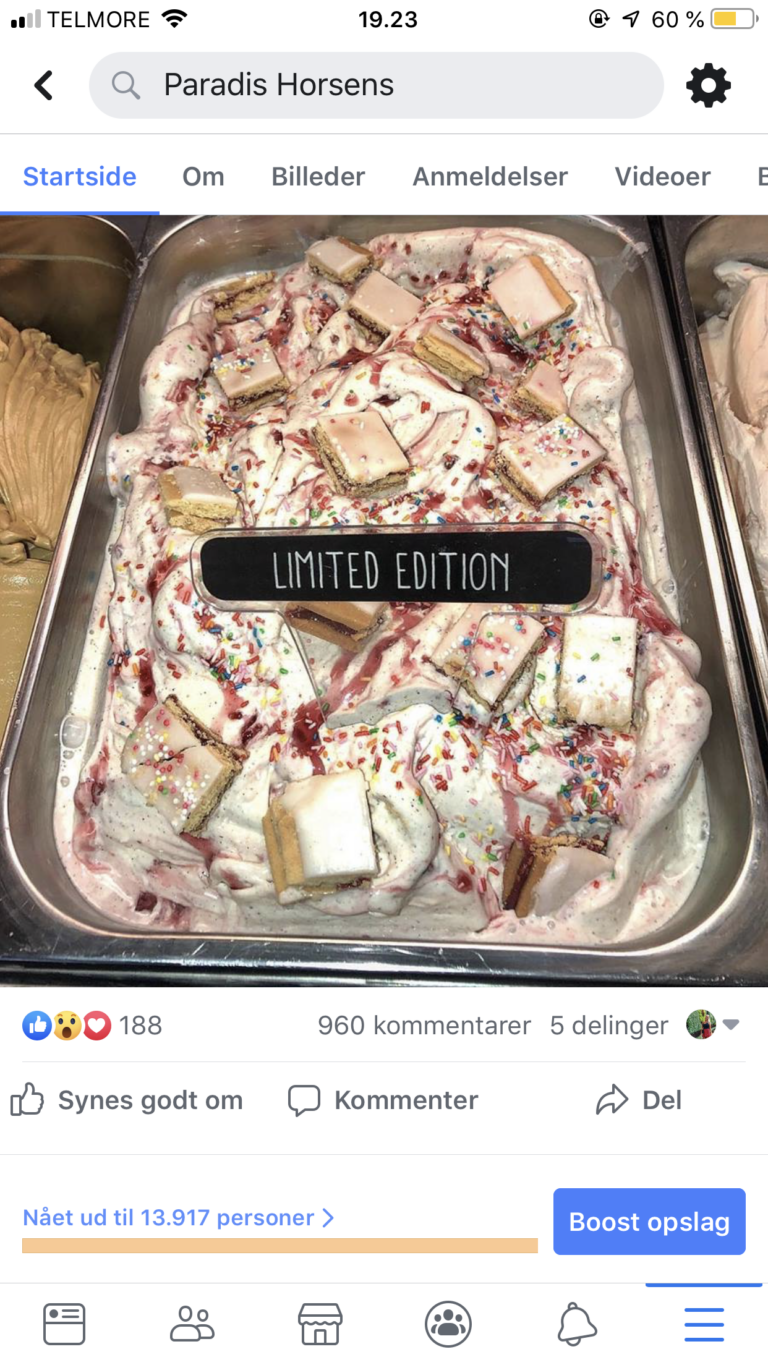 TELMORE 19.23 60 %
Paradis Horsens
Startside Om Billeder Anmeldelser Videoer
LIMITED EDITION
188 960 kommentarer 5 delinger
Synes godt om Kommenter Del
Nået ud til 13.917 personer
Boost opslag